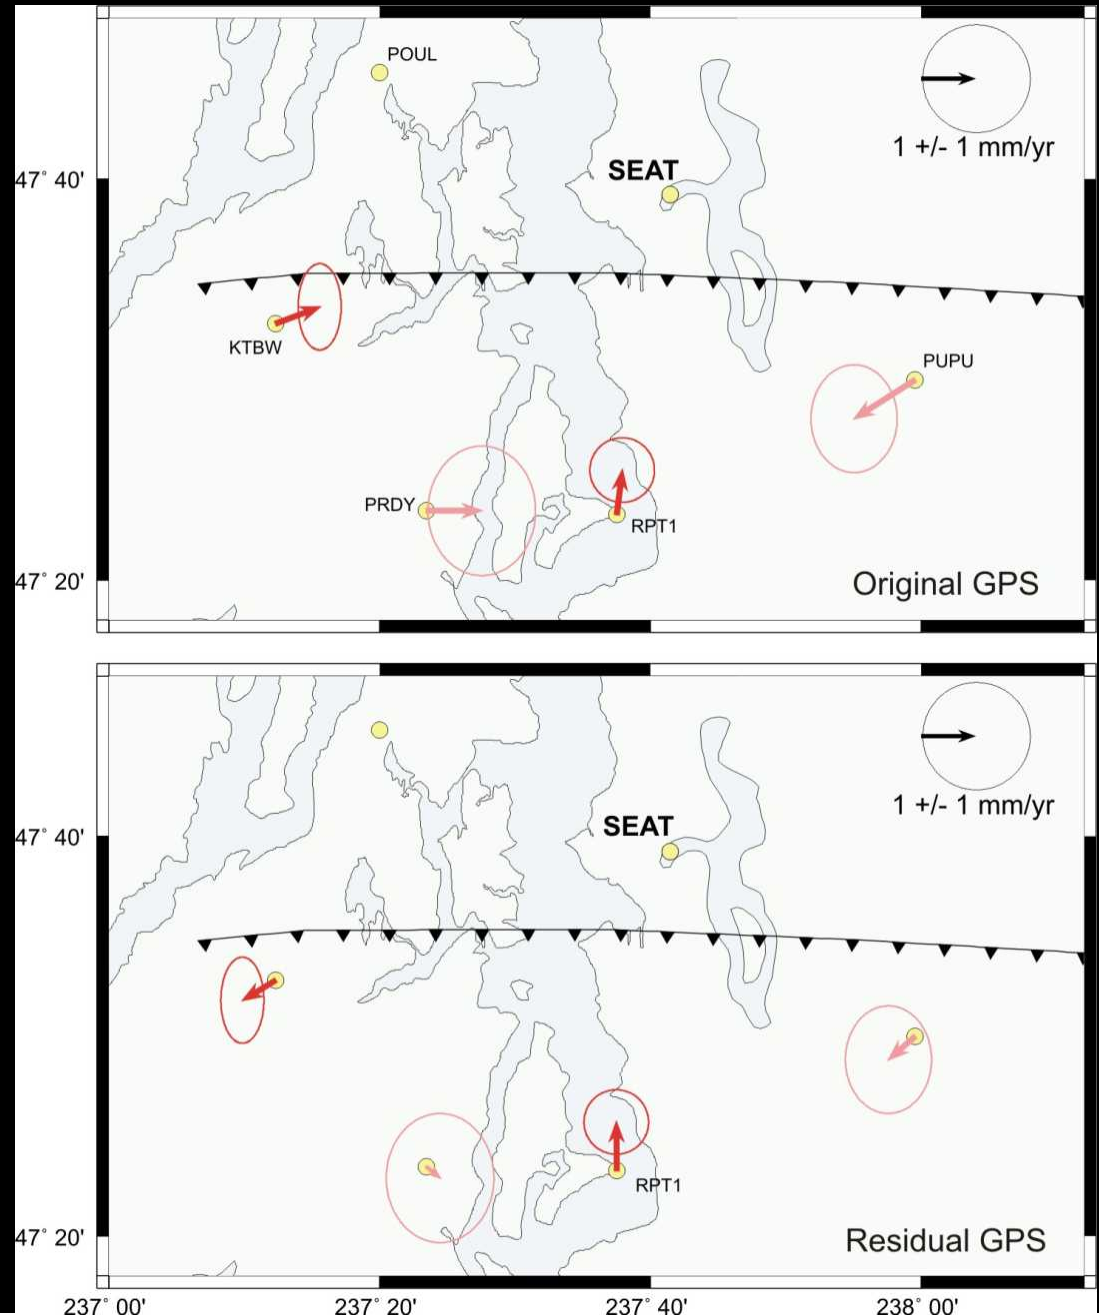 POUL
SEAT
1 +/- 1 mm/yr
47° 40'
KTBW
PUPU
PRDY
RPT1
47° 20'
Original GPS
SEAT
1 +/- 1 mm/yr
47° 40'
RPT1
47° 20'
Residual GPS
237° 00' 237° 20' 237° 40' 238° 00'